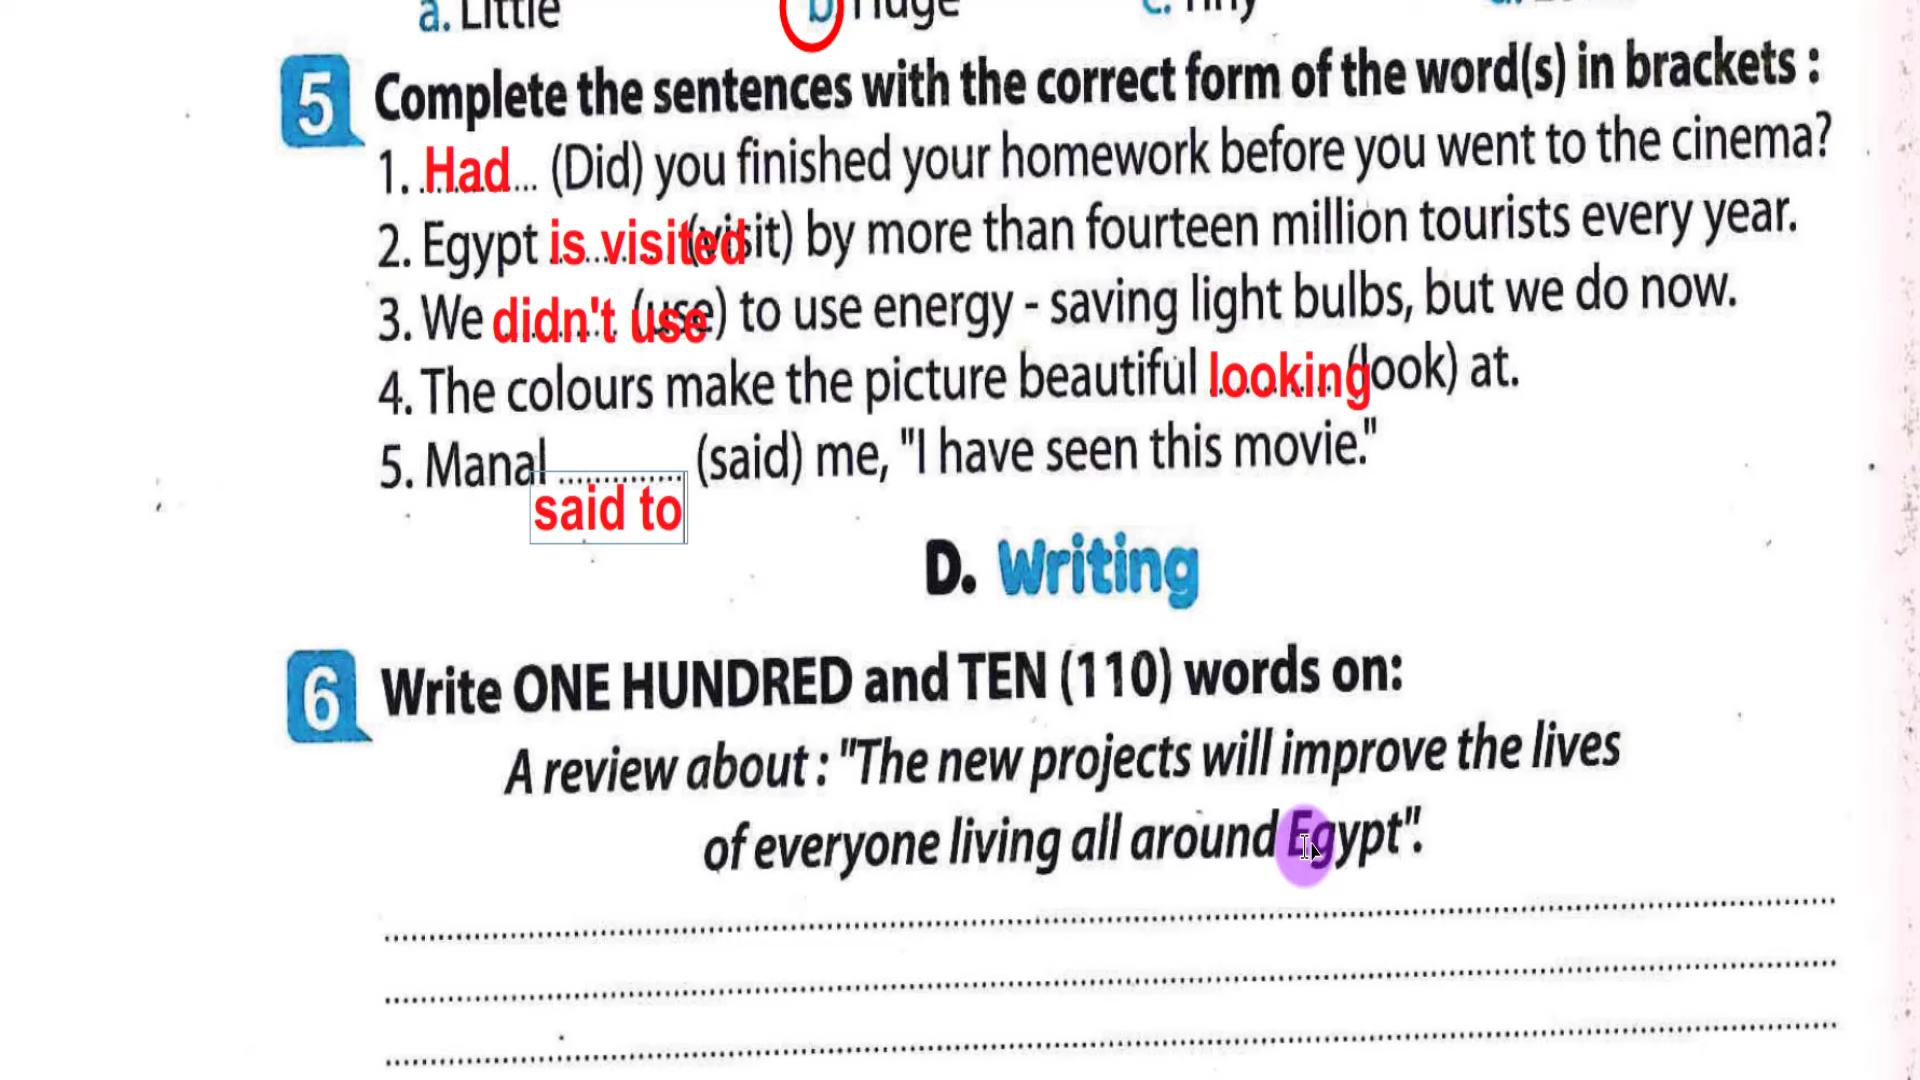 a. Little b. Huge c. Tiny
5 Complete the sentences with the correct form of the word(s) in brackets :
1. Had (Did) you finished your homework before you went to the cinema?
2. Egypt is visited (visit) by more than fourteen million tourists every year.
3. We didn't use (use) to use energy - saving light bulbs, but we do now.
4. The colours make the picture beautiful looking (look) at.
5. Manal .............. (said) me, "I have seen this movie."
said to
D. Writing
6 Write ONE HUNDRED and TEN (110) words on:
A review about : "The new projects will improve the lives
of everyone living all around Egypt".